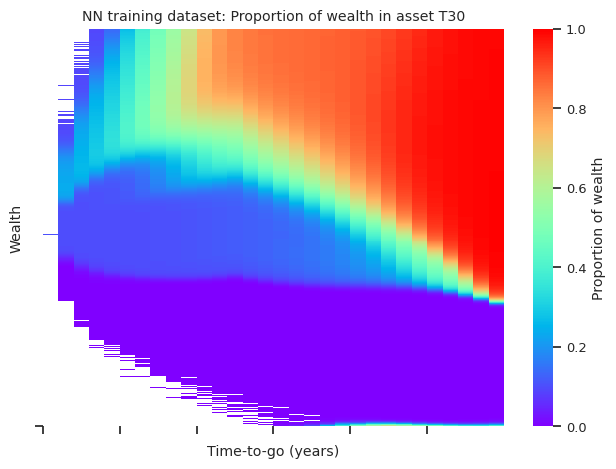 NN training dataset: Proportion of wealth in asset T30
Wealth
Time-to-go (years)
1.0
0.8
0.6
0.4
0.2
0.0
Proportion of wealth